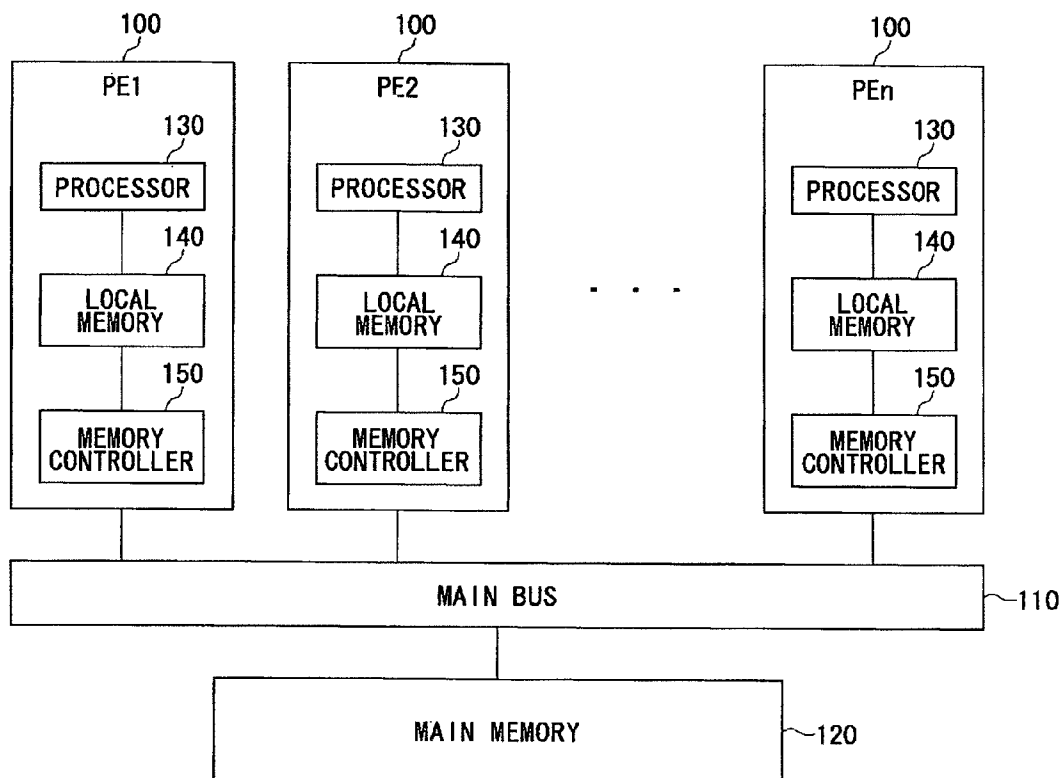 100 100 100
PE1 PE2 PEn
130 130 130
PROCESSOR PROCESSOR PROCESSOR
140 140 140
LOCAL MEMORY LOCAL MEMORY LOCAL MEMORY
150 150 150
MEMORY CONTROLLER MEMORY CONTROLLER MEMORY CONTROLLER
. . .
MAIN BUS 110
MAIN MEMORY 120